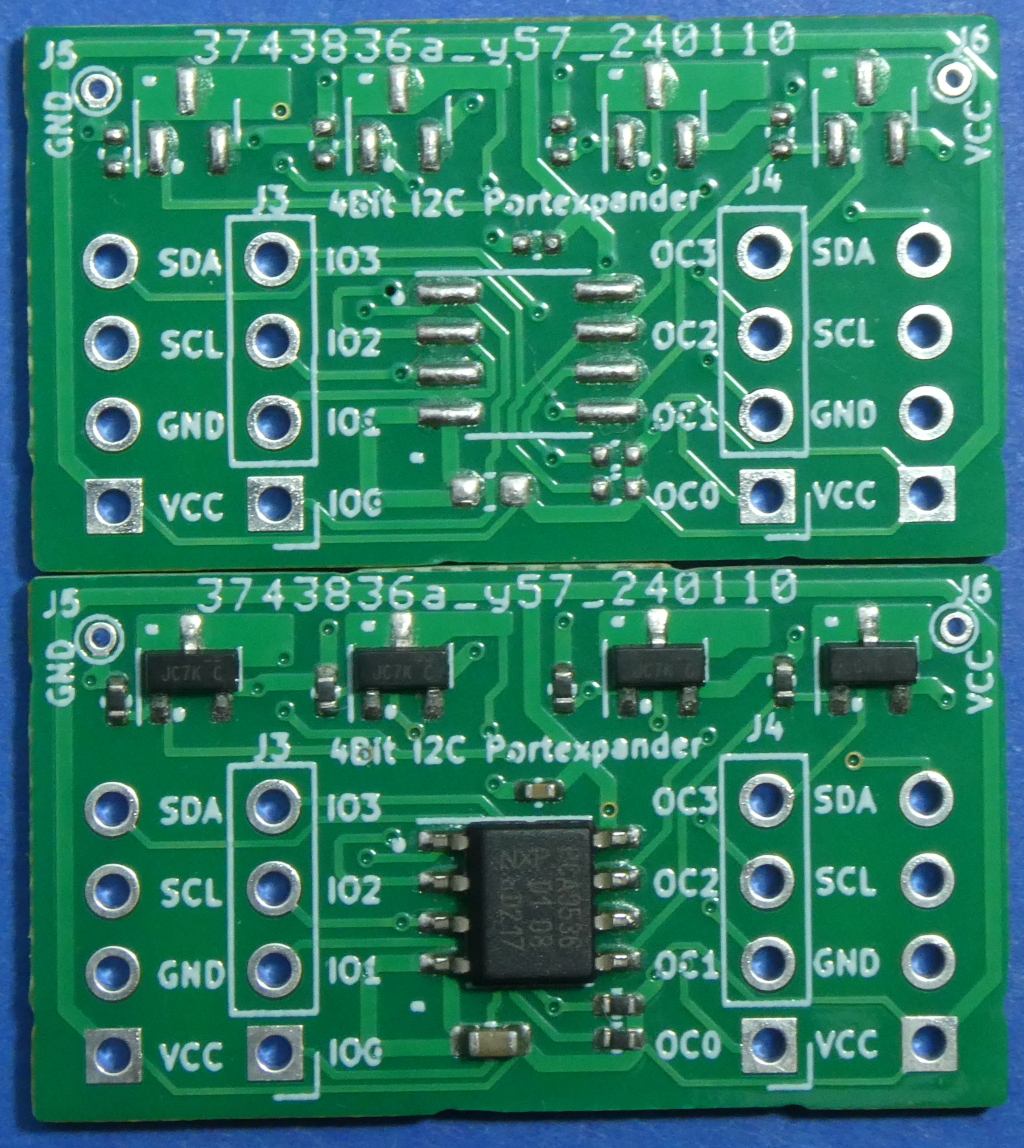 3743836a_y57_240110
J5 J6
GND VCC
J3 4Bit I2C Portexpander J4
SDA IO3 OC3 SDA
SCL IO2 OC2 SCL
GND IO1 OC1 GND
VCC IO0 OC0 VCC
3743836a_y57_240110
J5 J6
GND VCC
JC7K C JC7K C
J3 4Bit I2C Portexpander J4
SDA IO3 OC3 SDA
SCL IO2 OC2 SCL
GND IO1 OC1 GND
VCC IO0 OC0 VCC
PCA9536
D108